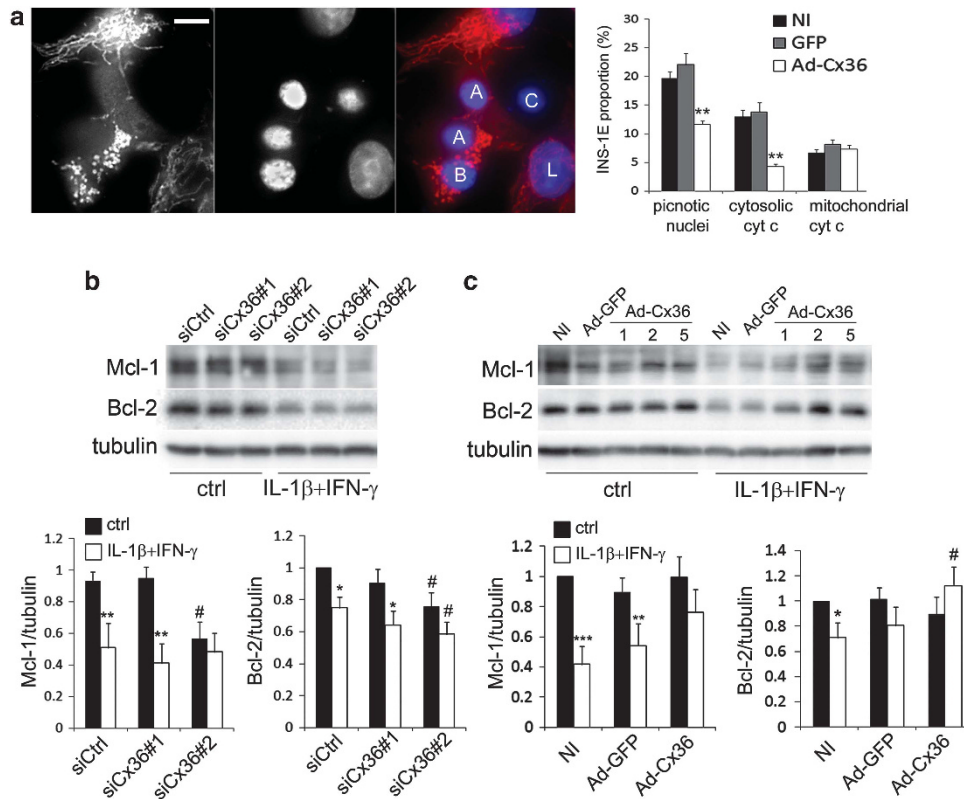 a
A
C
A
B
L
INS-1E proportion (%)
30
25
20
15
10
5
0
NI
GFP
Ad-Cx36
**
**
picnotic nuclei
cytosolic cyt c
mitochondrial cyt c
b
siCtrl siCx36#1 siCx36#2 siCtrl siCx36#1 siCx36#2
Mcl-1
Bcl-2
tubulin
ctrl IL-1β+IFN-γ
c
NI Ad-GFP Ad-Cx36 NI Ad-GFP Ad-Cx36
1 2 5 1 2 5
Mcl-1
Bcl-2
tubulin
ctrl IL-1β+IFN-γ
Mcl-1/tubulin
1.2
1
0.8
0.6
0.4
0.2
0
ctrl
IL-1β+IFN-γ
**
**
#
siCtrl siCx36#1 siCx36#2
Bcl-2/tubulin
1.2
1
0.8
0.6
0.4
0.2
0
*
*
#
#
siCtrl siCx36#1 siCx36#2
Mcl-1/tubulin
1.2
1
0.8
0.6
0.4
0.2
0
ctrl
IL-1β+IFN-γ
***
**
NI Ad-GFP Ad-Cx36
Bcl-2/tubulin
1.4
1.2
1
0.8
0.6
0.4
0.2
0
*
#
NI Ad-GFP Ad-Cx36